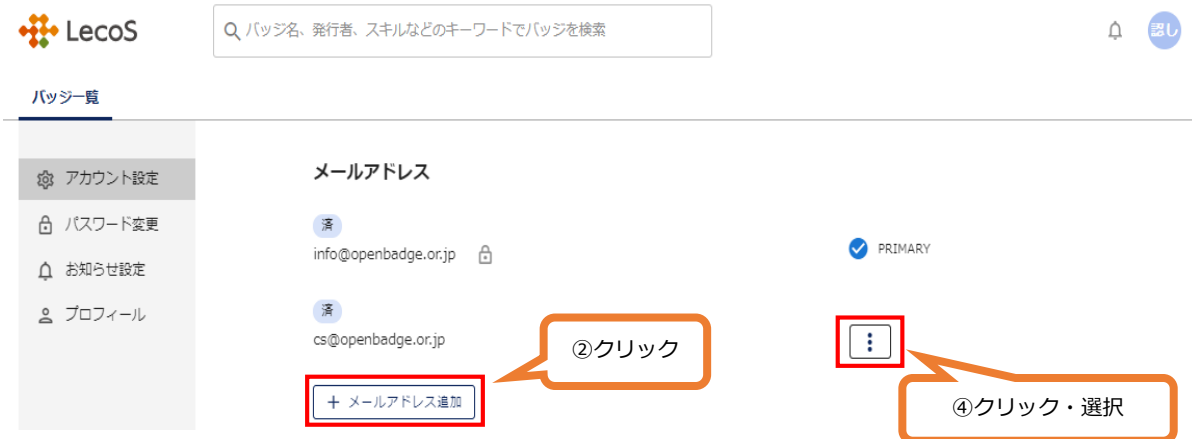 LecoS
バッジ名、発行者、スキルなどのキーワードでバッジを検索
認し
バッジ一覧
アカウント設定
パスワード変更
お知らせ設定
プロフィール
メールアドレス
済
info@openbadge.or.jp
PRIMARY
済
cs@openbadge.or.jp
②クリック
+ メールアドレス追加
④クリック・選択